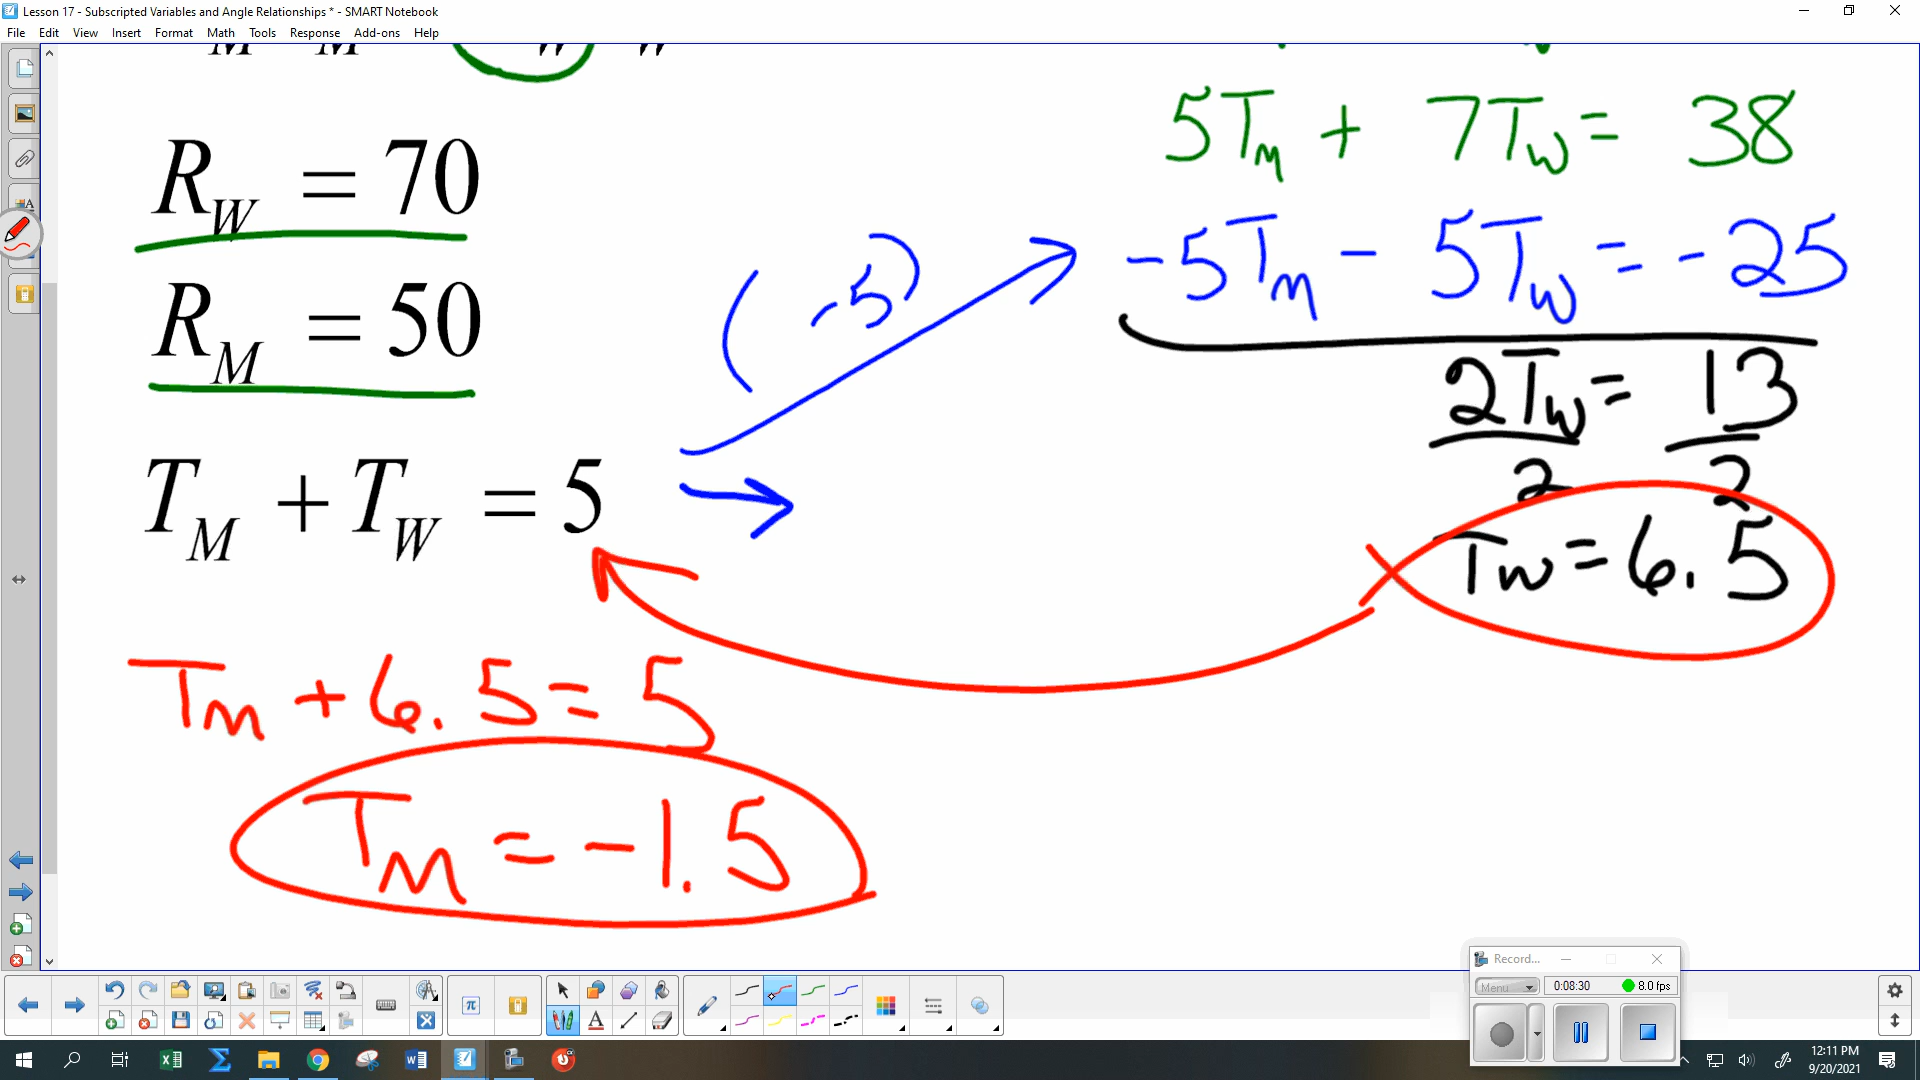 Lesson 17 - Subscripted Variables and Angle Relationships * - SMART Notebook
File Edit View Insert Format Math Tools Response Add-ons Help
R_W = 70
R_M = 50
T_M + T_W = 5
(-5)
5T_m + 7T_w = 38
-5T_m - 5T_w = -25
2T_w = 13
2 2
T_w = 6.5
T_m + 6.5 = 5
T_M = -1.5
Record...
Menu
0:08:30
8.0 fps
12:11 PM
9/20/2021